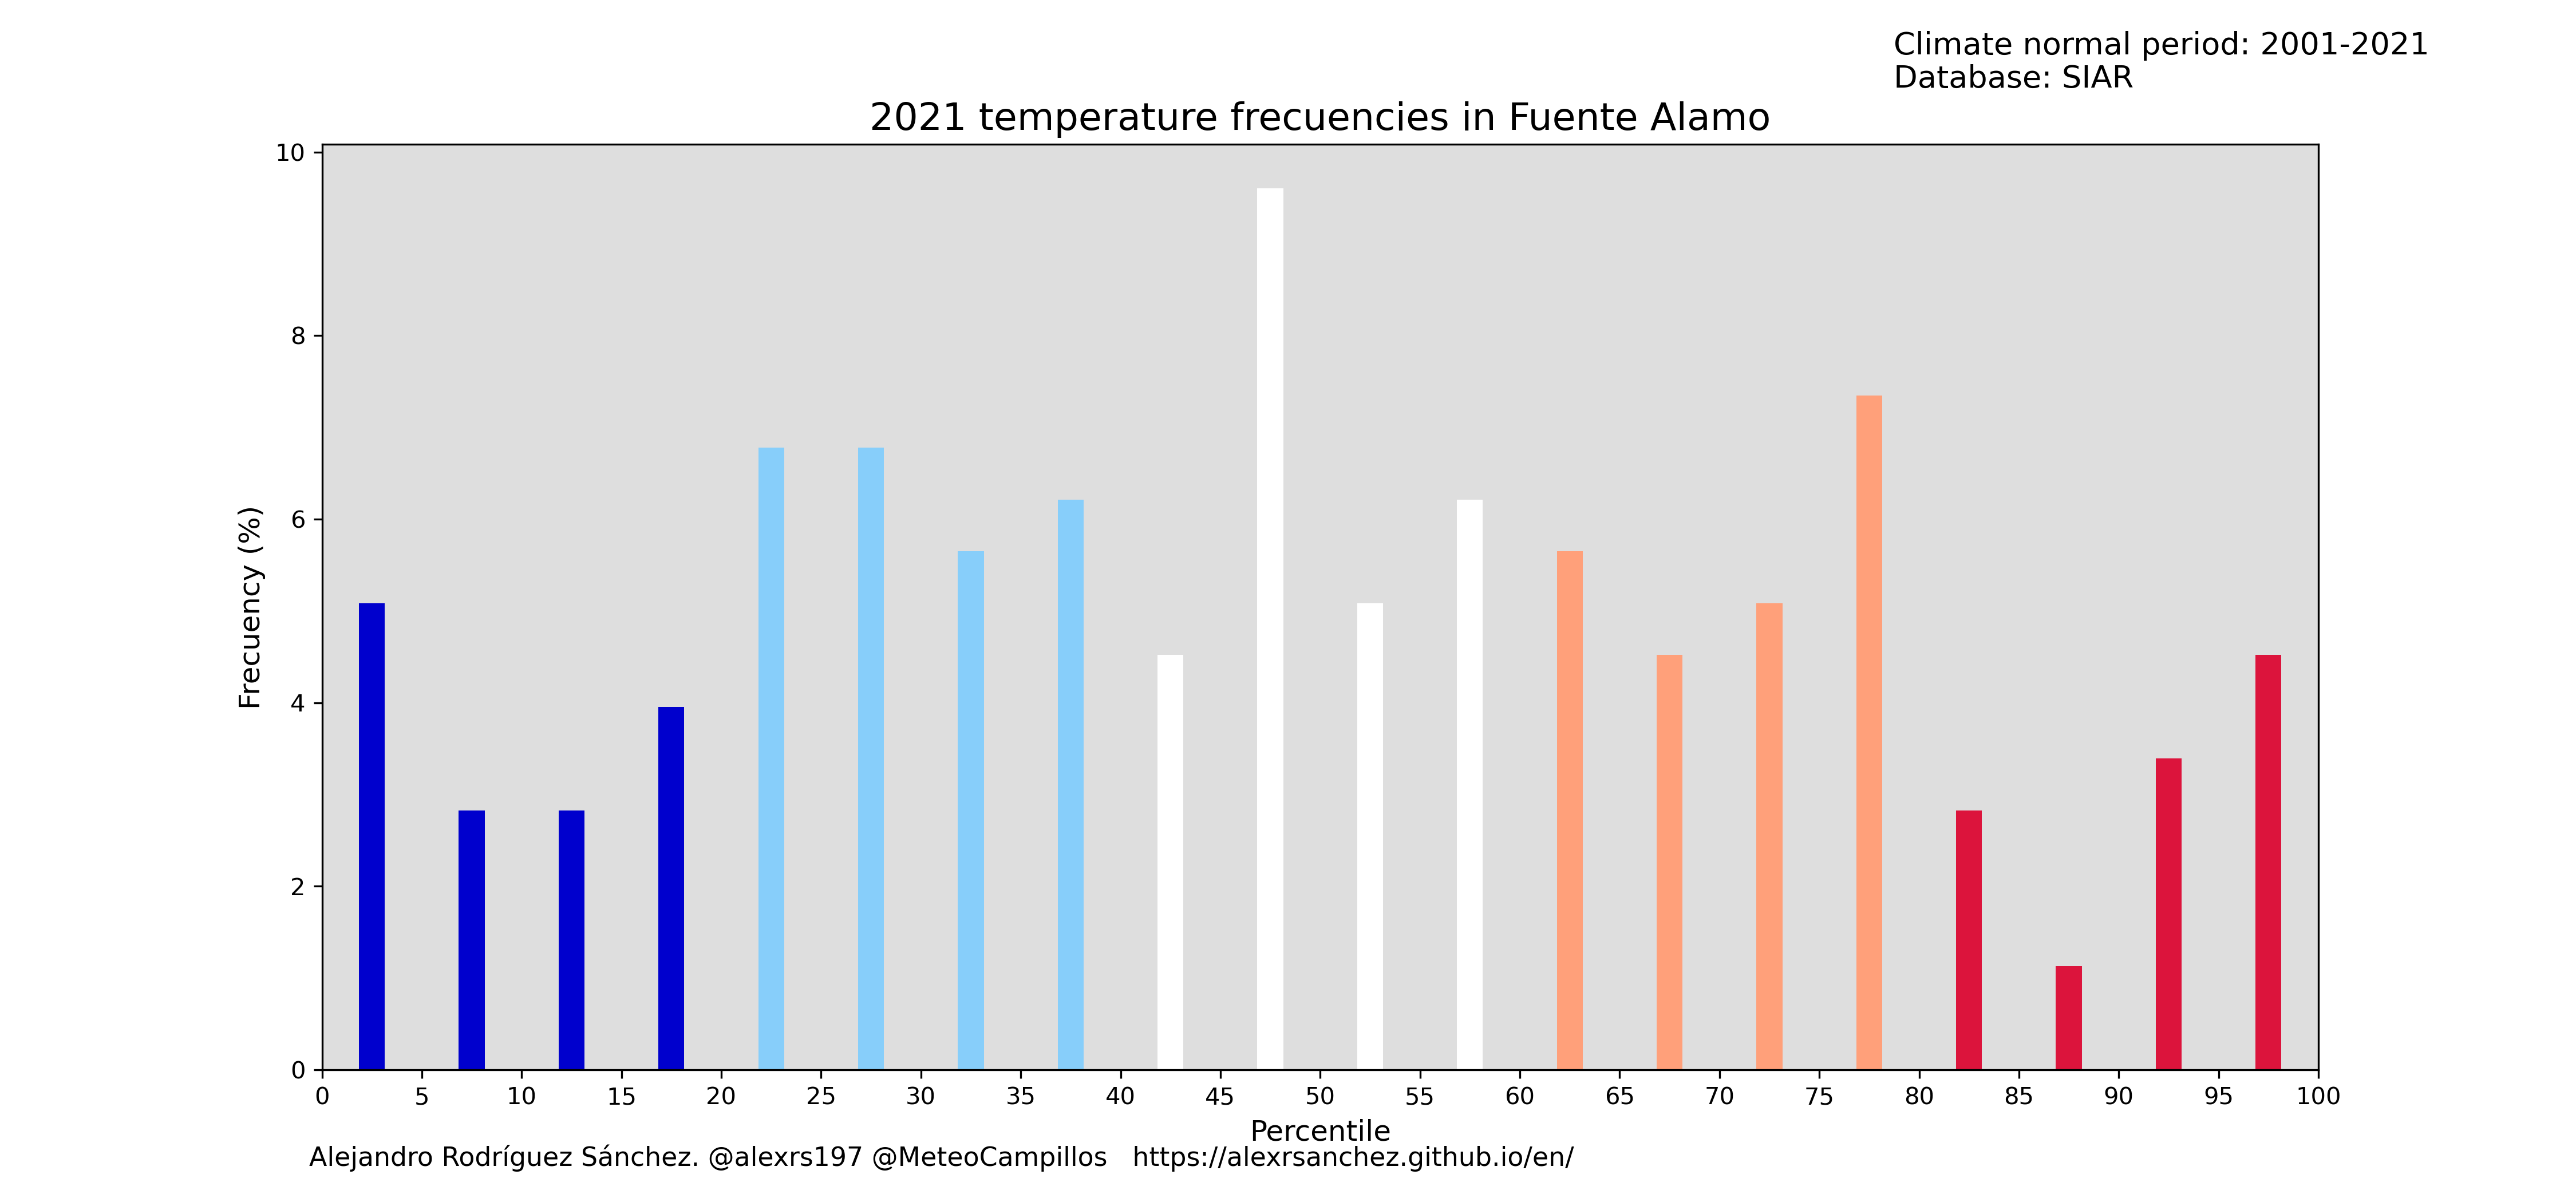 Climate normal period: 2001-2021
Database: SIAR
2021 temperature frecuencies in Fuente Alamo
10
8
6
4
2
0
Frecuency (%)
0 5 10 15 20 25 30 35 40 45 50 55 60 65 70 75 80 85 90 95 100
Percentile
Alejandro Rodríguez Sánchez. @alexrs197 @MeteoCampillos https://alexrsanchez.github.io/en/